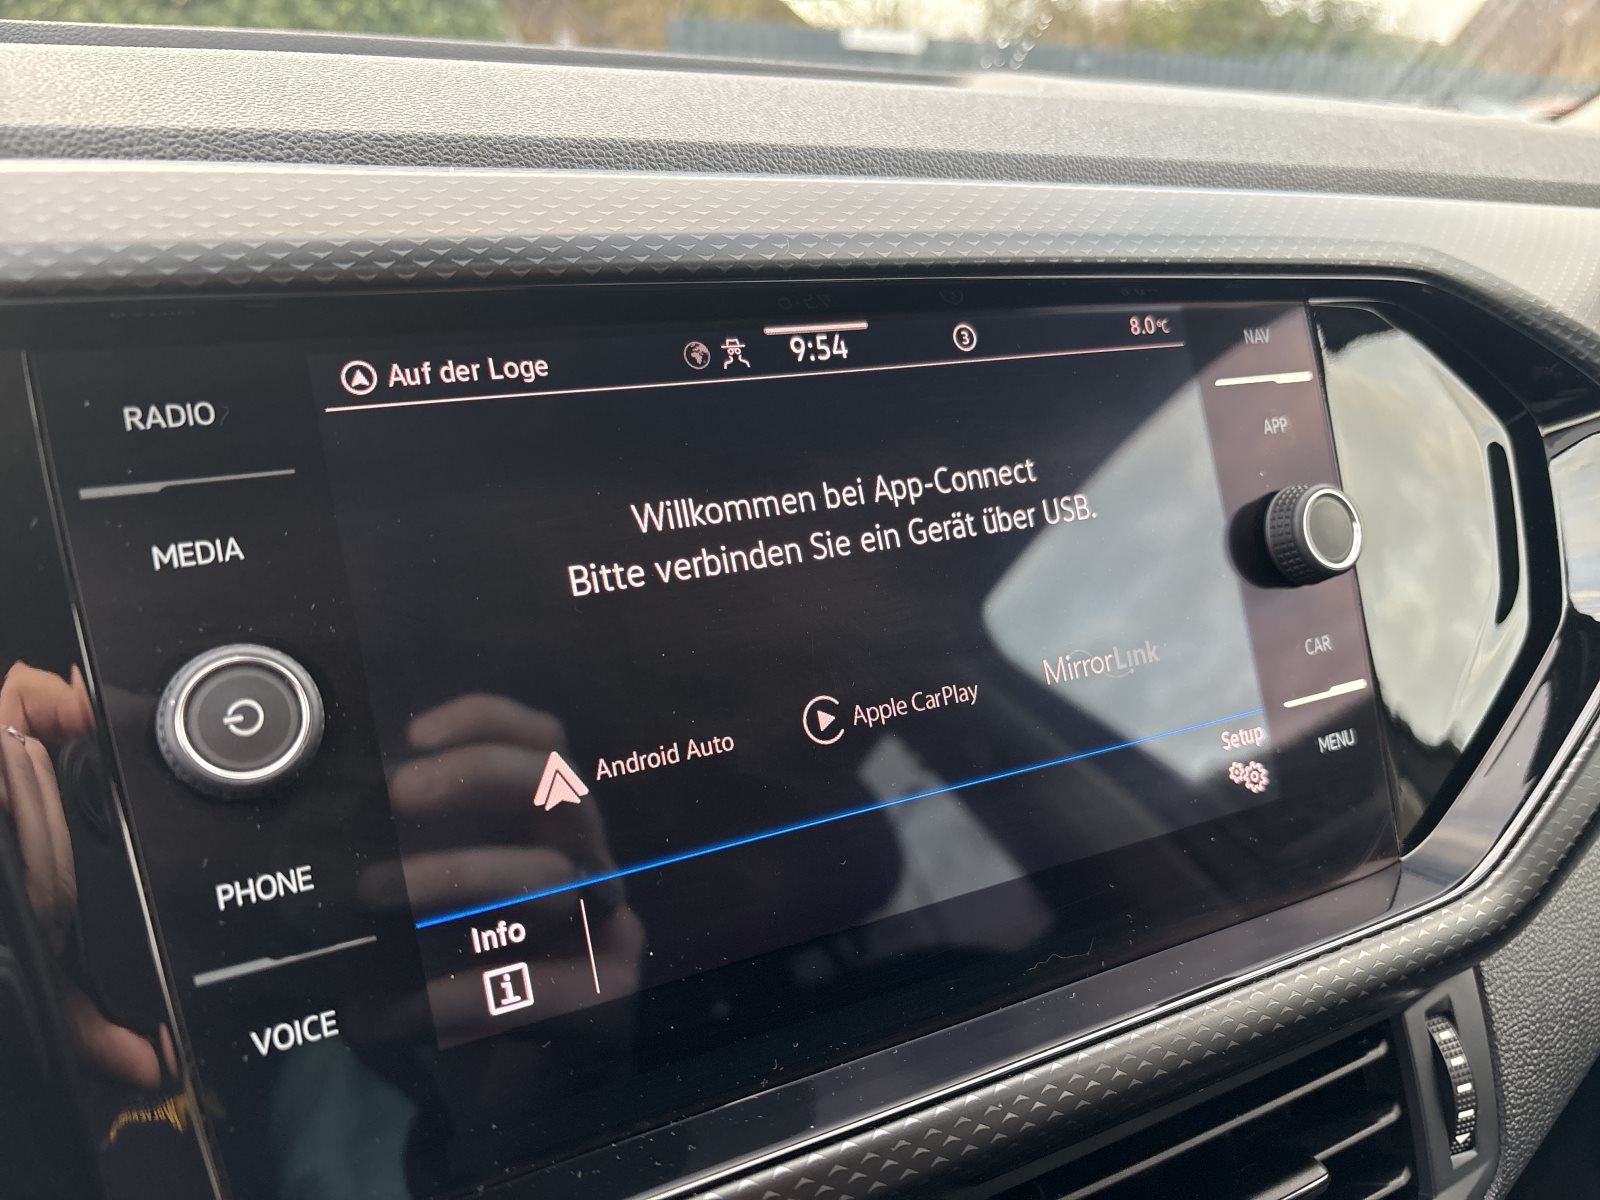 Auf der Loge
9:54
3
8.0°C
RADIO
MEDIA
PHONE
VOICE
Willkommen bei App-Connect
Bitte verbinden Sie ein Gerät über USB.
Android Auto
Apple CarPlay
MirrorLink
Setup
Info
NAV
APP
CAR
MENU